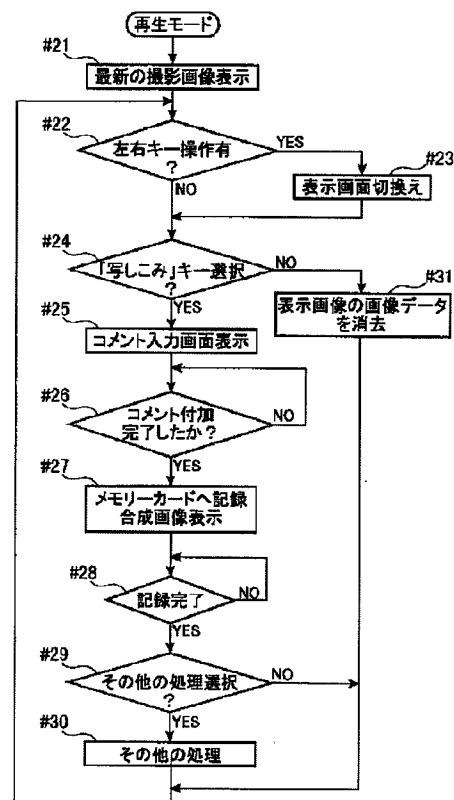 再生モード
#21
最新の撮影画像表示
#22
左右キー操作有
?
YES
NO
#23
表示画面切換え
#24
「写しこみ」キー選択
?
NO
YES
#31
表示画像の画像データ
を消去
#25
コメント入力画面表示
#26
コメント付加
完了したか?
NO
YES
#27
メモリーカードへ記録
合成画像表示
#28
記録完了
NO
YES
#29
その他の処理選択
?
NO
YES
#30
その他の処理